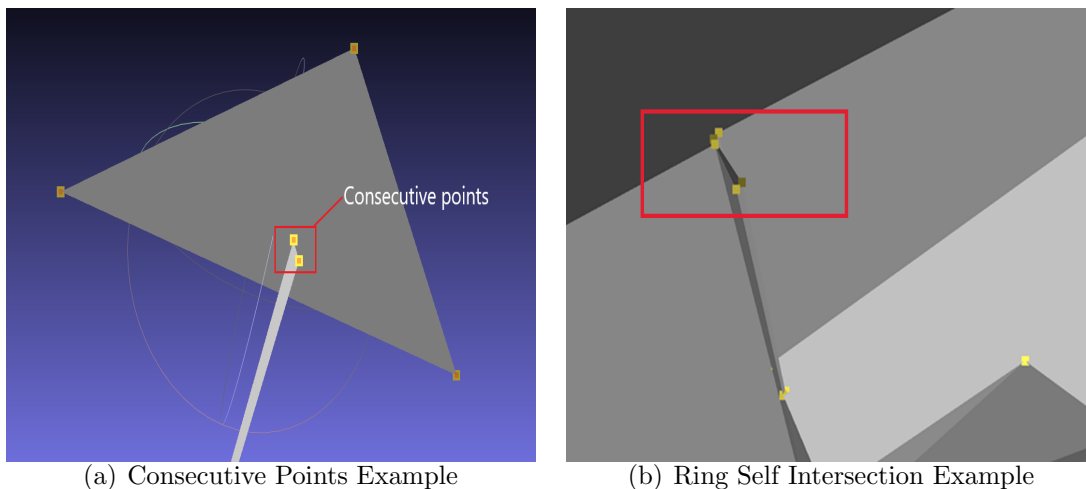 Consecutive points
(a) Consecutive Points Example
(b) Ring Self Intersection Example